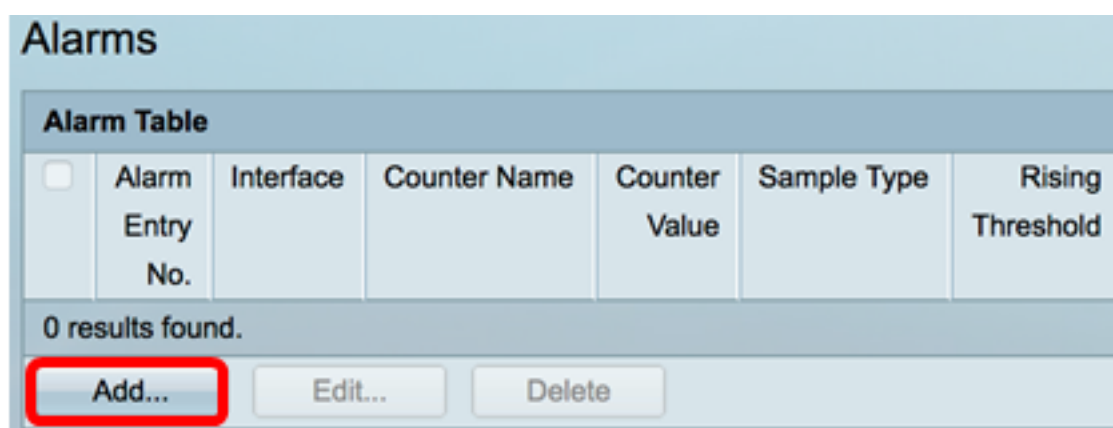 Alarms
Alarm Table
Alarm Interface Counter Name Counter Sample Type Rising
Entry Value Threshold
No.
0 results found.
Add... Edit... Delete